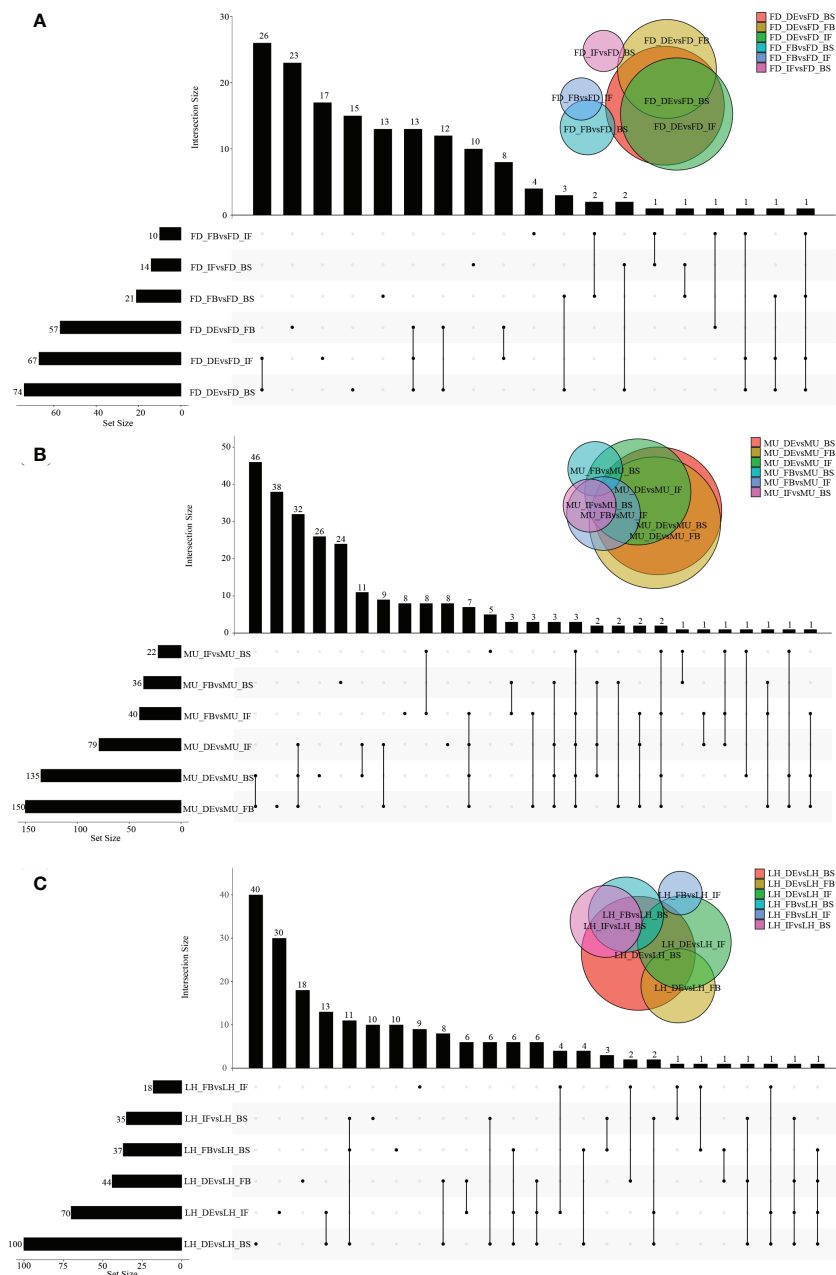 A
30
20
10
0
Intersection Size
26
23
17
15
13
13
12
10
8
4
3
2
2
1
1
1
1
1
1
FD_IFvsFD_BS
FD_DEvsFD_FB
FD_FBvsFD_IF
FD_DEvsFD_BS
FD_FBvsFD_BS
FD_DEvsFD_IF
FD_DEvsFD_BS
FD_DEvsFD_FB
FD_DEvsFD_IF
FD_FBvsFD_BS
FD_FBvsFD_IF
FD_IFvsFD_BS
10 FD_FBvsFD_IF
14 FD_IFvsFD_BS
21 FD_FBvsFD_BS
57 FD_DEvsFD_FB
67 FD_DEvsFD_IF
74 FD_DEvsFD_BS
60 40 20 0
Set Size
B
50
40
30
20
10
0
Intersection Size
46
38
32
26
24
11
9
8
8
8
7
5
3
3
3
3
2
2
2
2
1
1
1
1
1
1
1
MU_FBvsMU_BS
MU_DEvsMU_IF
MU_IFvsMU_BS
MU_FBvsMU_IF
MU_DEvsMU_BS
MU_DEvsMU_FB
MU_DEvsMU_BS
MU_DEvsMU_FB
MU_DEvsMU_IF
MU_FBvsMU_BS
MU_FBvsMU_IF
MU_IFvsMU_BS
22 MU_IFvsMU_BS
36 MU_FBvsMU_BS
40 MU_FBvsMU_IF
79 MU_DEvsMU_IF
135 MU_DEvsMU_BS
150 MU_DEvsMU_FB
150 100 50 0
Set Size
C
40
30
20
10
0
Intersection Size
40
30
18
13
11
10
10
9
8
6
6
6
6
4
4
3
2
2
1
1
1
1
1
1
1
LH_FBvsLH_IF
LH_FBvsLH_BS
LH_IFvsLH_BS
LH_DEvsLH_IF
LH_DEvsLH_BS
LH_DEvsLH_FB
LH_DEvsLH_BS
LH_DEvsLH_FB
LH_DEvsLH_IF
LH_FBvsLH_BS
LH_FBvsLH_IF
LH_IFvsLH_BS
18 LH_FBvsLH_IF
35 LH_IFvsLH_BS
37 LH_FBvsLH_BS
44 LH_DEvsLH_FB
70 LH_DEvsLH_IF
100 LH_DEvsLH_BS
100 75 50 25 0
Set Size